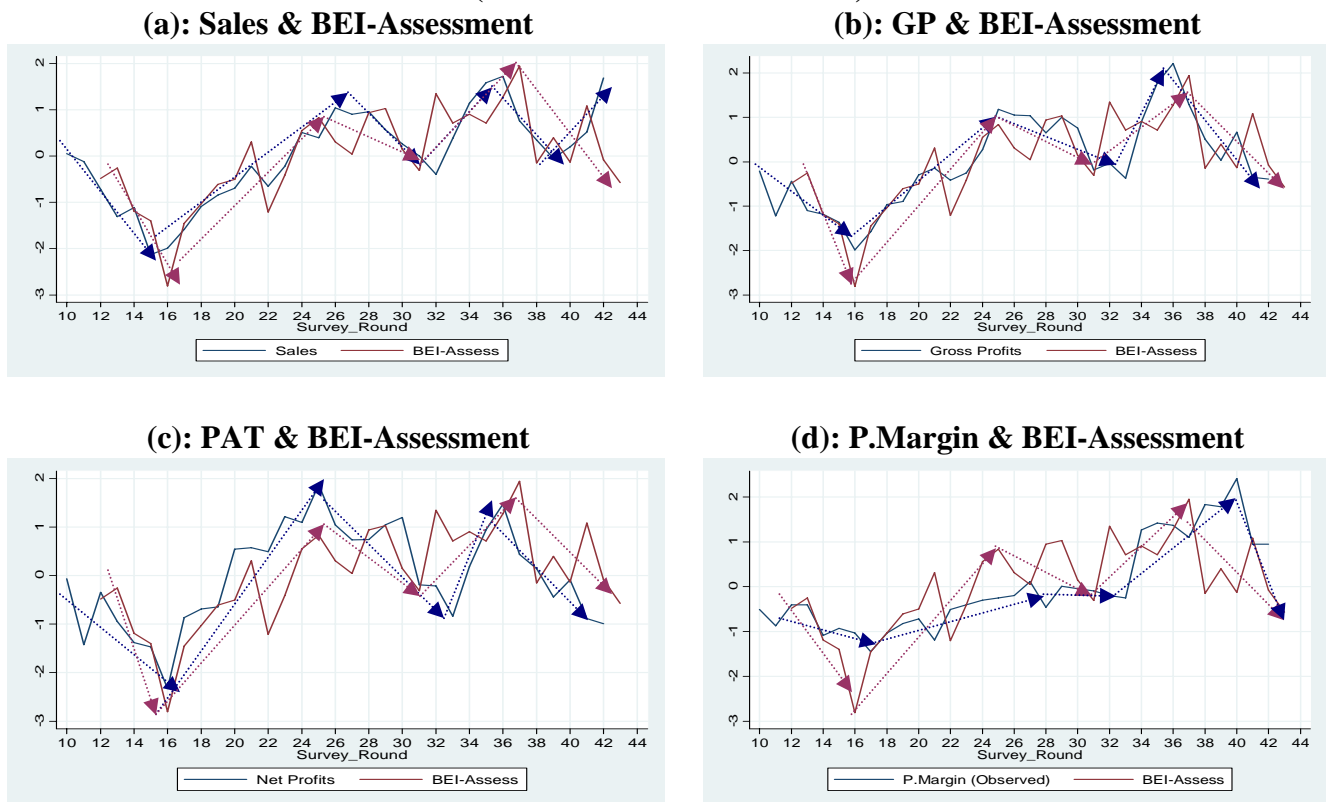 (a): Sales & BEI-Assessment
2
1
0
-1
-2
-3
10 12 14 16 18 20 22 24 26 28 30 32 34 36 38 40 42 44
Survey_Round
Sales BEI-Assess
(b): GP & BEI-Assessment
2
1
0
-1
-2
-3
10 12 14 16 18 20 22 24 26 28 30 32 34 36 38 40 42 44
Survey_Round
Gross Profits BEI-Assess
(c): PAT & BEI-Assessment
2
1
0
-1
-2
-3
10 12 14 16 18 20 22 24 26 28 30 32 34 36 38 40 42 44
Survey_Round
Net Profits BEI-Assess
(d): P.Margin & BEI-Assessment
2
1
0
-1
-2
-3
10 12 14 16 18 20 22 24 26 28 30 32 34 36 38 40 42 44
Survey_Round
P.Margin (Observed) BEI-Assess